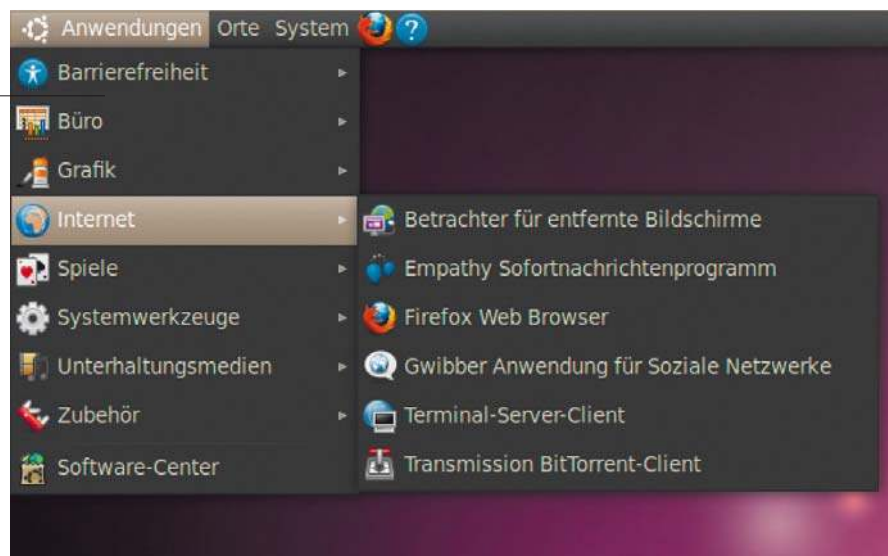 Anwendungen Orte System ?
Barrierefreiheit
Büro
Grafik
Internet
Spiele
Systemwerkzeuge
Unterhaltungsmedien
Zubehör
Software-Center
Betrachter für entfernte Bildschirme
Empathy Sofortnachrichtenprogramm
Firefox Web Browser
Gwibber Anwendung für Soziale Netzwerke
Terminal-Server-Client
Transmission BitTorrent-Client